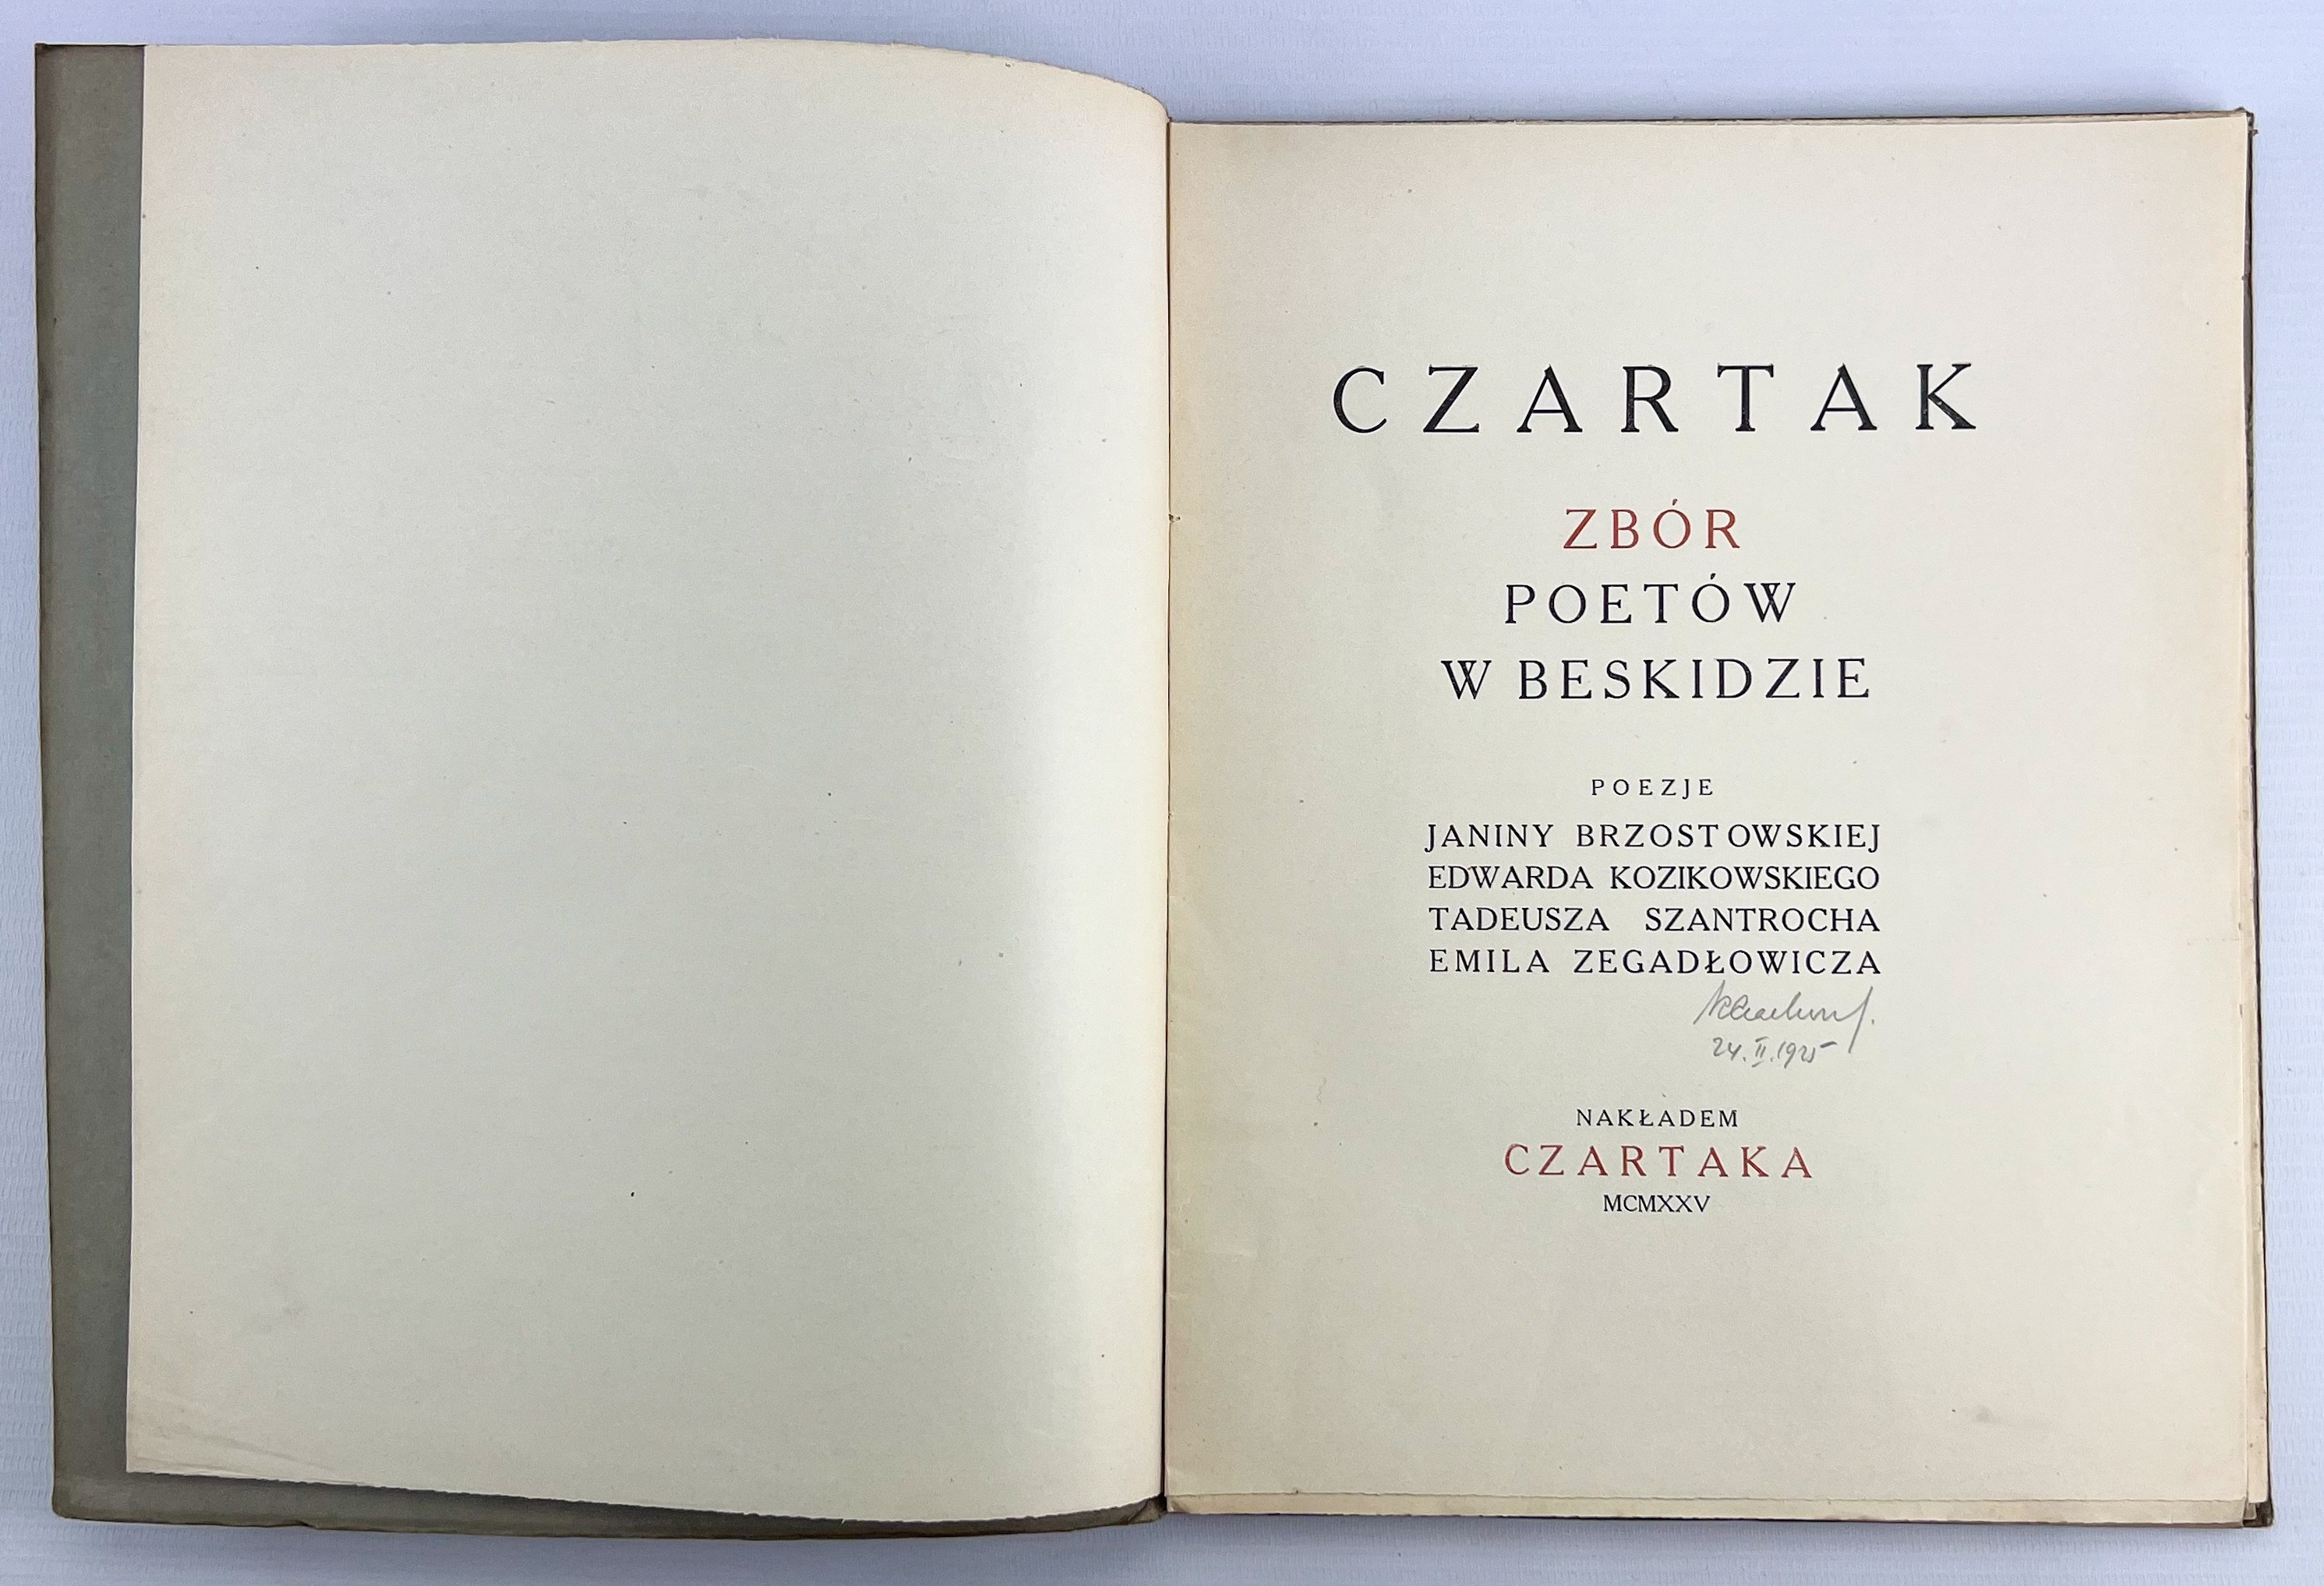 CZARTAK
ZBÓR
POETÓW
W BESKIDZIE
POEZJE
JANINY BRZOSTOWSKIEJ
EDWARDA KOZIKOWSKIEGO
TADEUSZA SZANTROCHA
EMILA ZEGADŁOWICZA
24.II.1925
NAKŁADEM
CZARTAKA
MCMXXV